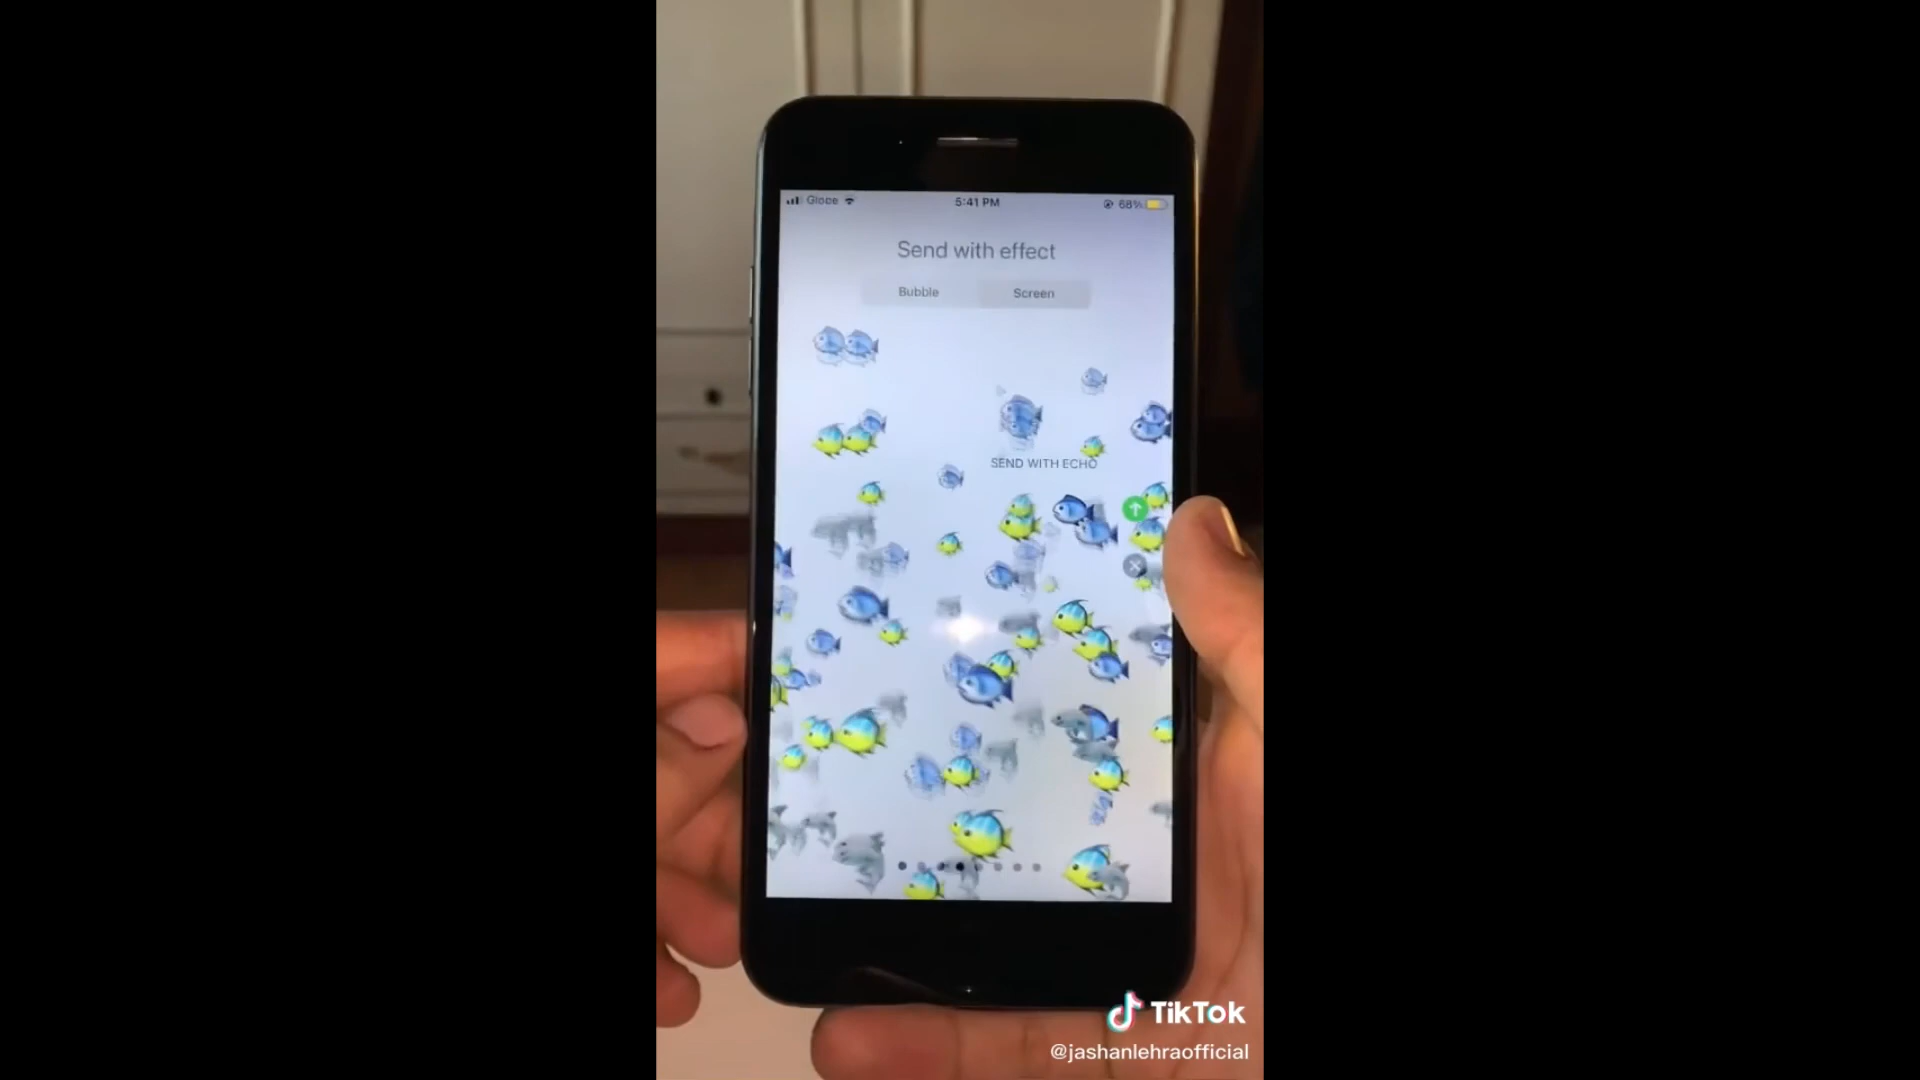 Globe
5:41 PM
68%
Send with effect
Bubble
Screen
SEND WITH ECHO
TikTok
@jashanlehraofficial